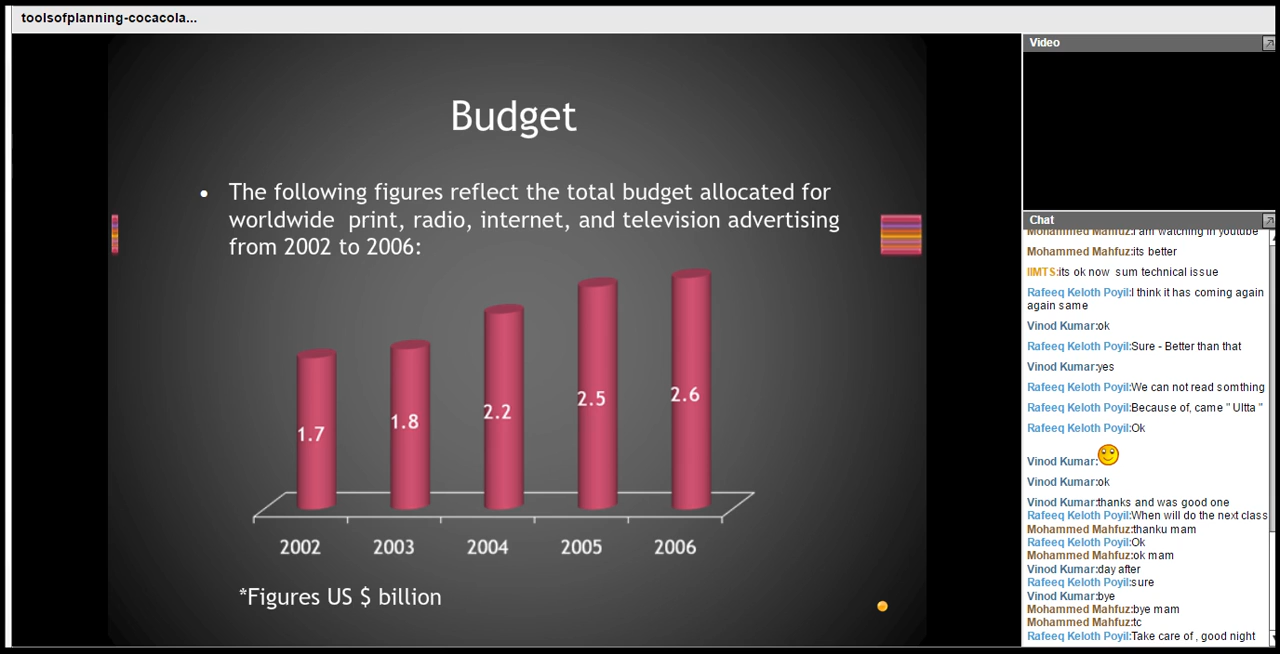 toolsofplanning-cocacola...
Budget
• The following figures reflect the total budget allocated for
worldwide print, radio, internet, and television advertising
from 2002 to 2006:
1.7
1.8
2.2
2.5
2.6
2002
2003
2004
2005
2006
*Figures US $ billion
Video
Chat
Mohammed Mahfuz:I am watching in youtube
Mohammed Mahfuz:its better
IIMTS:its ok now sum technical issue
Rafeeq Keloth Poyil:I think it has coming again
again same
Vinod Kumar:ok
Rafeeq Keloth Poyil:Sure - Better than that
Vinod Kumar:yes
Rafeeq Keloth Poyil:We can not read somthing
Rafeeq Keloth Poyil:Because of, came " Ultta "
Rafeeq Keloth Poyil:Ok
Vinod Kumar:
Vinod Kumar:ok
Vinod Kumar:thanks and was good one
Rafeeq Keloth Poyil:When will do the next class
Mohammed Mahfuz:thanku mam
Rafeeq Keloth Poyil:Ok
Mohammed Mahfuz:ok mam
Vinod Kumar:day after
Rafeeq Keloth Poyil:sure
Vinod Kumar:bye
Mohammed Mahfuz:bye mam
Mohammed Mahfuz:tc
Rafeeq Keloth Poyil:Take care of , good night